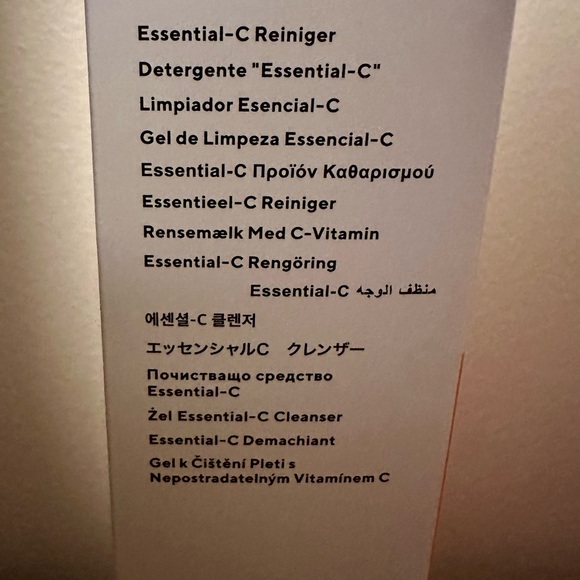 Essential-C Reiniger
Detergente "Essential-C"
Limpiador Esencial-C
Gel de Limpeza Essencial-C
Essential-C Προϊόν Καθαρισμού
Essentieel-C Reiniger
Rensemælk Med C-Vitamin
Essential-C Rengöring
Essential-C منظف الوجه
에센셜-C 클렌저
エッセンシャルC　クレンザー
Почистващо средство
Essential-C
Żel Essential-C Cleanser
Essential-C Demachiant
Gel k Čištění Pleti s
Nepostradatelným Vitamínem C